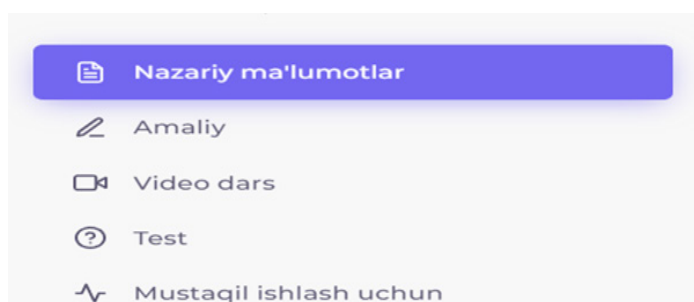 Nazariy ma'lumotlar
Amaliy
Video dars
Test
Mustaqil ishlash uchun